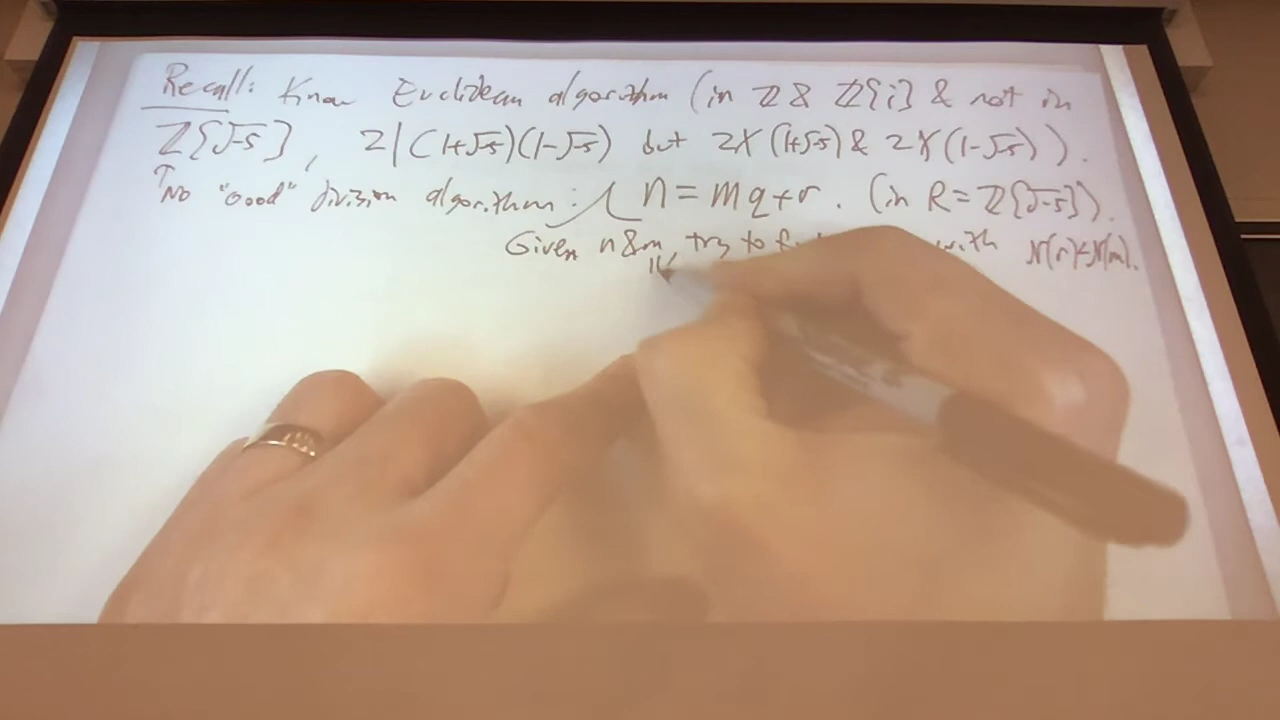 Recall: Know Euclidean algorithm (in ℤ & ℤ[i] & not in
ℤ[√-5], 2|(1+√-5)(1-√-5) but 2∤(1+√-5) & 2∤(1-√-5)).
↑No "Good" division algorithm: n=mq+r. (in R=ℤ[√-5]).
Given n&m, try to with N(r)<N(m).